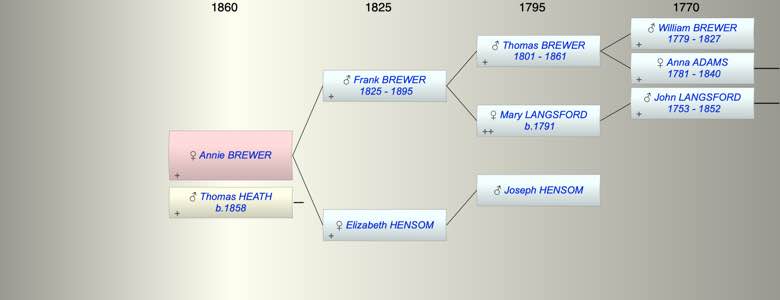 1860 1825 1795 1770
♂ William BREWER
1779 - 1827
+
♂ Thomas BREWER
1801 - 1861
+
♀ Anna ADAMS
1781 - 1840
+
♂ Frank BREWER
1825 - 1895
+
♂ John LANGSFORD
1753 - 1852
+
♀ Mary LANGSFORD
b.1791
++
♀ Annie BREWER
+
♂ Thomas HEATH
b.1858
+
♂ Joseph HENSOM
♀ Elizabeth HENSOM
+